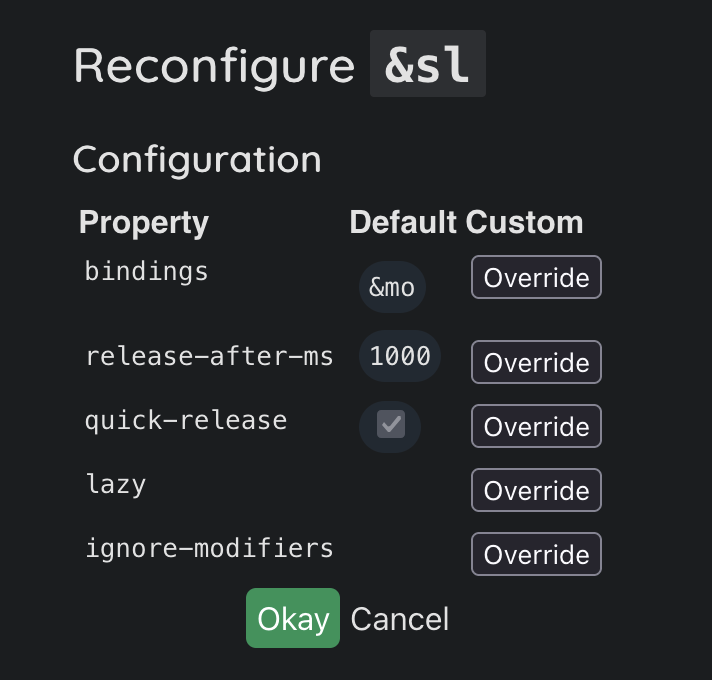 Reconfigure &sl
Configuration
Property Default Custom
bindings &mo Override
release-after-ms 1000 Override
quick-release Override
lazy Override
ignore-modifiers Override
Okay Cancel